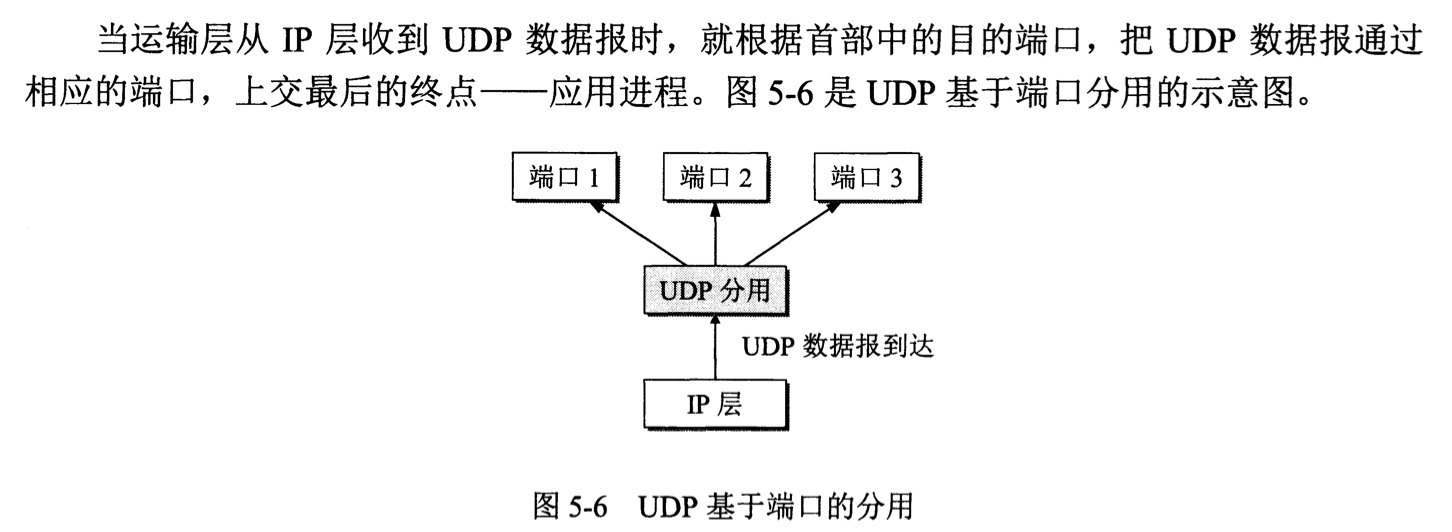 当运输层从 IP 层收到 UDP 数据报时，就根据首部中的目的端口，把 UDP 数据报通过
相应的端口，上交最后的终点——应用进程。图 5-6 是 UDP 基于端口分用的示意图。
端口 1 端口 2 端口 3
UDP 分用
UDP 数据报到达
IP 层
图 5-6 UDP 基于端口的分用